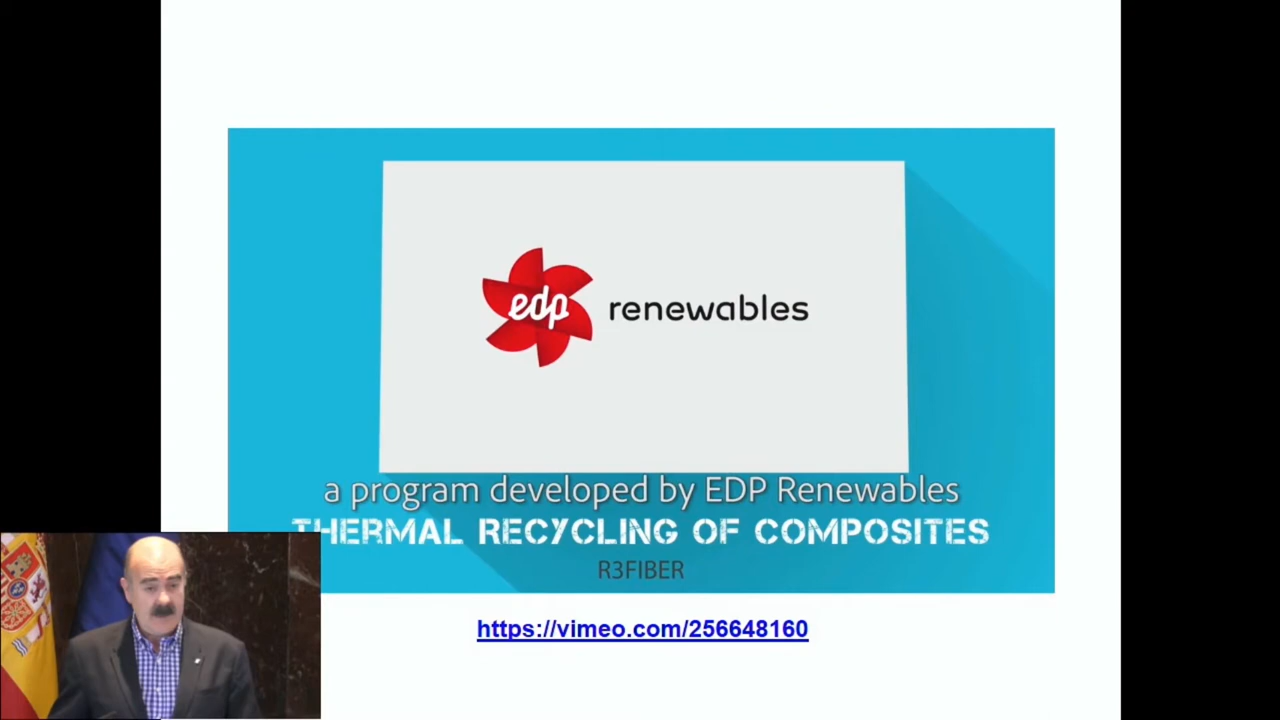 edp renewables
a program developed by EDP Renewables
THERMAL RECYCLING OF COMPOSITES
R3FIBER
https://vimeo.com/256648160